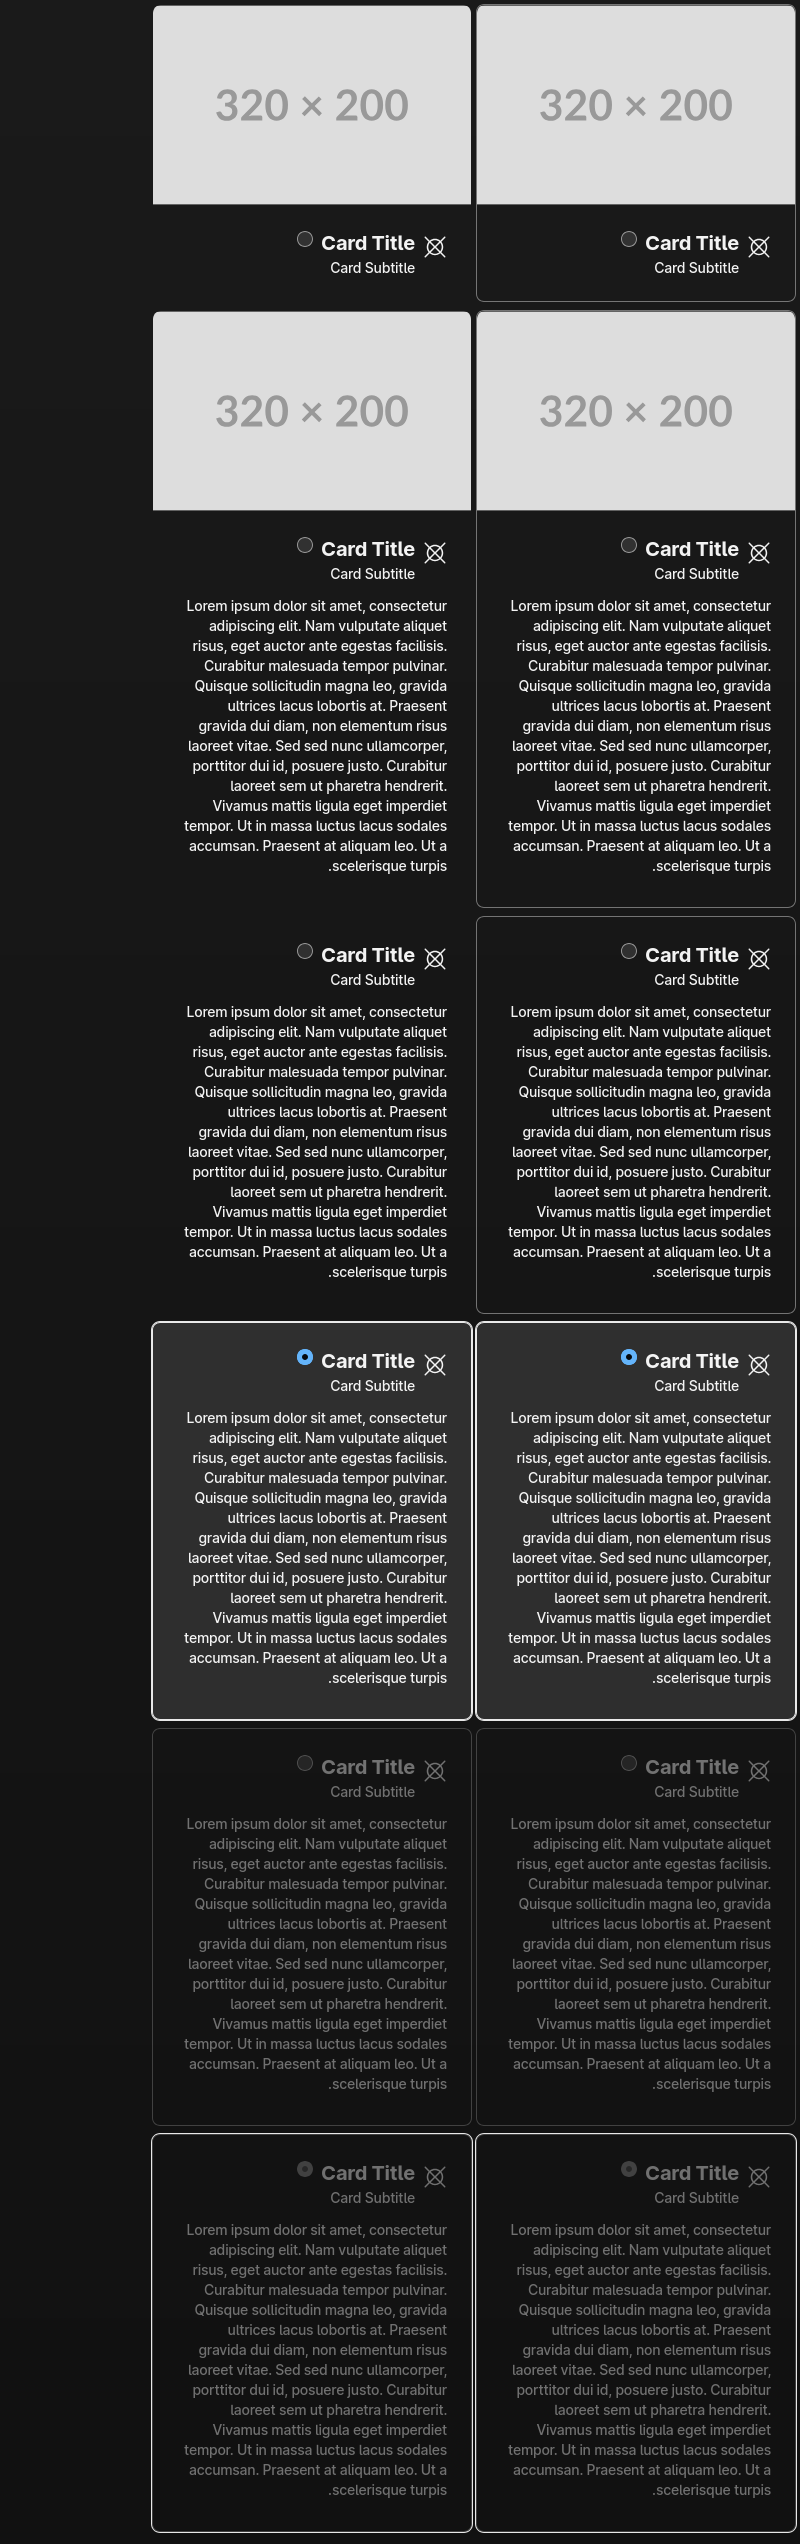 320 × 200
Card Title
Card Subtitle
320 × 200
Card Title
Card Subtitle
320 × 200
Card Title
Card Subtitle
Lorem ipsum dolor sit amet, consectetur
adipiscing elit. Nam vulputate aliquet
risus, eget auctor ante egestas facilisis.
Curabitur malesuada tempor pulvinar.
Quisque sollicitudin magna leo, gravida
ultrices lacus lobortis at. Praesent
gravida dui diam, non elementum risus
laoreet vitae. Sed sed nunc ullamcorper,
porttitor dui id, posuere justo. Curabitur
laoreet sem ut pharetra hendrerit.
Vivamus mattis ligula eget imperdiet
tempor. Ut in massa luctus lacus sodales
accumsan. Praesent at aliquam leo. Ut a
.scelerisque turpis
320 × 200
Card Title
Card Subtitle
Lorem ipsum dolor sit amet, consectetur
adipiscing elit. Nam vulputate aliquet
risus, eget auctor ante egestas facilisis.
Curabitur malesuada tempor pulvinar.
Quisque sollicitudin magna leo, gravida
ultrices lacus lobortis at. Praesent
gravida dui diam, non elementum risus
laoreet vitae. Sed sed nunc ullamcorper,
porttitor dui id, posuere justo. Curabitur
laoreet sem ut pharetra hendrerit.
Vivamus mattis ligula eget imperdiet
tempor. Ut in massa luctus lacus sodales
accumsan. Praesent at aliquam leo. Ut a
.scelerisque turpis
Card Title
Card Subtitle
Lorem ipsum dolor sit amet, consectetur
adipiscing elit. Nam vulputate aliquet
risus, eget auctor ante egestas facilisis.
Curabitur malesuada tempor pulvinar.
Quisque sollicitudin magna leo, gravida
ultrices lacus lobortis at. Praesent
gravida dui diam, non elementum risus
laoreet vitae. Sed sed nunc ullamcorper,
porttitor dui id, posuere justo. Curabitur
laoreet sem ut pharetra hendrerit.
Vivamus mattis ligula eget imperdiet
tempor. Ut in massa luctus lacus sodales
accumsan. Praesent at aliquam leo. Ut a
.scelerisque turpis
Card Title
Card Subtitle
Lorem ipsum dolor sit amet, consectetur
adipiscing elit. Nam vulputate aliquet
risus, eget auctor ante egestas facilisis.
Curabitur malesuada tempor pulvinar.
Quisque sollicitudin magna leo, gravida
ultrices lacus lobortis at. Praesent
gravida dui diam, non elementum risus
laoreet vitae. Sed sed nunc ullamcorper,
porttitor dui id, posuere justo. Curabitur
laoreet sem ut pharetra hendrerit.
Vivamus mattis ligula eget imperdiet
tempor. Ut in massa luctus lacus sodales
accumsan. Praesent at aliquam leo. Ut a
.scelerisque turpis
Card Title
Card Subtitle
Lorem ipsum dolor sit amet, consectetur
adipiscing elit. Nam vulputate aliquet
risus, eget auctor ante egestas facilisis.
Curabitur malesuada tempor pulvinar.
Quisque sollicitudin magna leo, gravida
ultrices lacus lobortis at. Praesent
gravida dui diam, non elementum risus
laoreet vitae. Sed sed nunc ullamcorper,
porttitor dui id, posuere justo. Curabitur
laoreet sem ut pharetra hendrerit.
Vivamus mattis ligula eget imperdiet
tempor. Ut in massa luctus lacus sodales
accumsan. Praesent at aliquam leo. Ut a
.scelerisque turpis
Card Title
Card Subtitle
Lorem ipsum dolor sit amet, consectetur
adipiscing elit. Nam vulputate aliquet
risus, eget auctor ante egestas facilisis.
Curabitur malesuada tempor pulvinar.
Quisque sollicitudin magna leo, gravida
ultrices lacus lobortis at. Praesent
gravida dui diam, non elementum risus
laoreet vitae. Sed sed nunc ullamcorper,
porttitor dui id, posuere justo. Curabitur
laoreet sem ut pharetra hendrerit.
Vivamus mattis ligula eget imperdiet
tempor. Ut in massa luctus lacus sodales
accumsan. Praesent at aliquam leo. Ut a
.scelerisque turpis
Card Title
Card Subtitle
Lorem ipsum dolor sit amet, consectetur
adipiscing elit. Nam vulputate aliquet
risus, eget auctor ante egestas facilisis.
Curabitur malesuada tempor pulvinar.
Quisque sollicitudin magna leo, gravida
ultrices lacus lobortis at. Praesent
gravida dui diam, non elementum risus
laoreet vitae. Sed sed nunc ullamcorper,
porttitor dui id, posuere justo. Curabitur
laoreet sem ut pharetra hendrerit.
Vivamus mattis ligula eget imperdiet
tempor. Ut in massa luctus lacus sodales
accumsan. Praesent at aliquam leo. Ut a
.scelerisque turpis
Card Title
Card Subtitle
Lorem ipsum dolor sit amet, consectetur
adipiscing elit. Nam vulputate aliquet
risus, eget auctor ante egestas facilisis.
Curabitur malesuada tempor pulvinar.
Quisque sollicitudin magna leo, gravida
ultrices lacus lobortis at. Praesent
gravida dui diam, non elementum risus
laoreet vitae. Sed sed nunc ullamcorper,
porttitor dui id, posuere justo. Curabitur
laoreet sem ut pharetra hendrerit.
Vivamus mattis ligula eget imperdiet
tempor. Ut in massa luctus lacus sodales
accumsan. Praesent at aliquam leo. Ut a
.scelerisque turpis
Card Title
Card Subtitle
Lorem ipsum dolor sit amet, consectetur
adipiscing elit. Nam vulputate aliquet
risus, eget auctor ante egestas facilisis.
Curabitur malesuada tempor pulvinar.
Quisque sollicitudin magna leo, gravida
ultrices lacus lobortis at. Praesent
gravida dui diam, non elementum risus
laoreet vitae. Sed sed nunc ullamcorper,
porttitor dui id, posuere justo. Curabitur
laoreet sem ut pharetra hendrerit.
Vivamus mattis ligula eget imperdiet
tempor. Ut in massa luctus lacus sodales
accumsan. Praesent at aliquam leo. Ut a
.scelerisque turpis
Card Title
Card Subtitle
Lorem ipsum dolor sit amet, consectetur
adipiscing elit. Nam vulputate aliquet
risus, eget auctor ante egestas facilisis.
Curabitur malesuada tempor pulvinar.
Quisque sollicitudin magna leo, gravida
ultrices lacus lobortis at. Praesent
gravida dui diam, non elementum risus
laoreet vitae. Sed sed nunc ullamcorper,
porttitor dui id, posuere justo. Curabitur
laoreet sem ut pharetra hendrerit.
Vivamus mattis ligula eget imperdiet
tempor. Ut in massa luctus lacus sodales
accumsan. Praesent at aliquam leo. Ut a
.scelerisque turpis